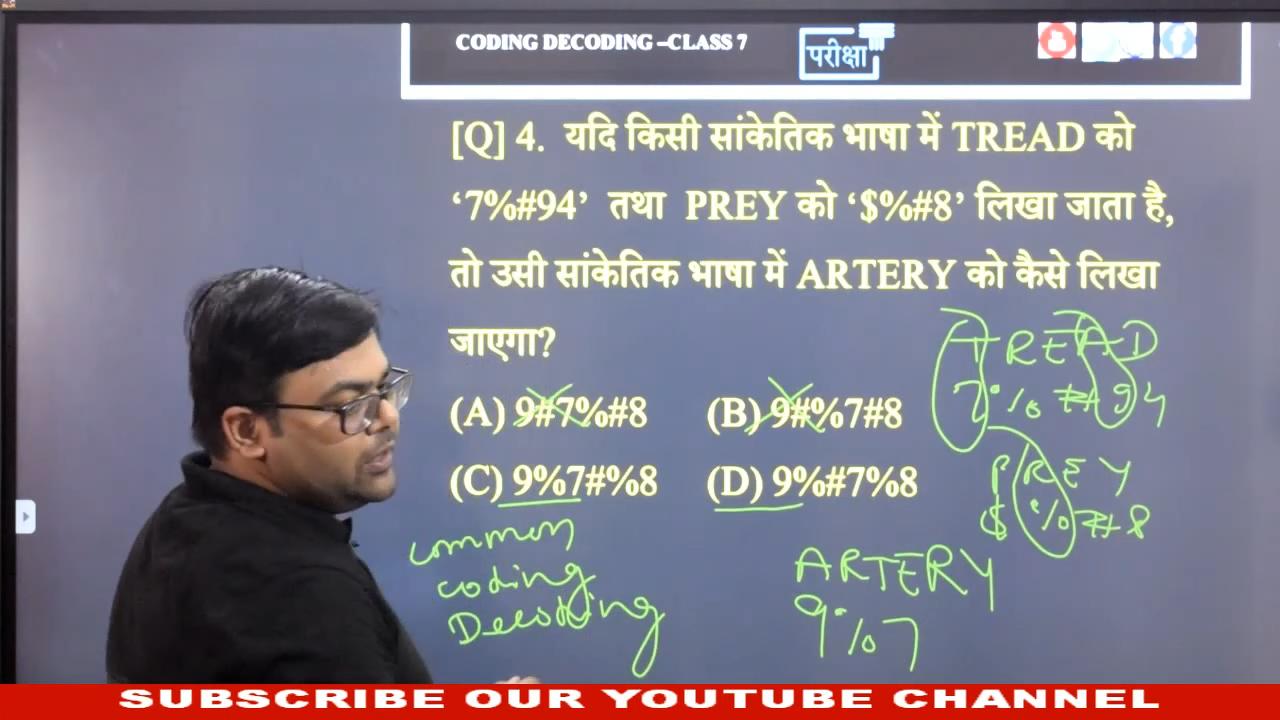 CODING DECODING –CLASS 7
परीक्षा
[Q] 4. यदि किसी सांकेतिक भाषा में TREAD को
‘7%#94’ तथा PREY को ‘$%#8’ लिखा जाता है,
तो उसी सांकेतिक भाषा में ARTERY को कैसे लिखा
जाएगा?
(A) 9#7%#8 (B) 9#%7#8
(C) 9%7#%8 (D) 9%#7%8
TREAD
7%#94
PREY
$%#8
common
coding
Decoding
ARTERY
9%7
SUBSCRIBE OUR YOUTUBE CHANNEL